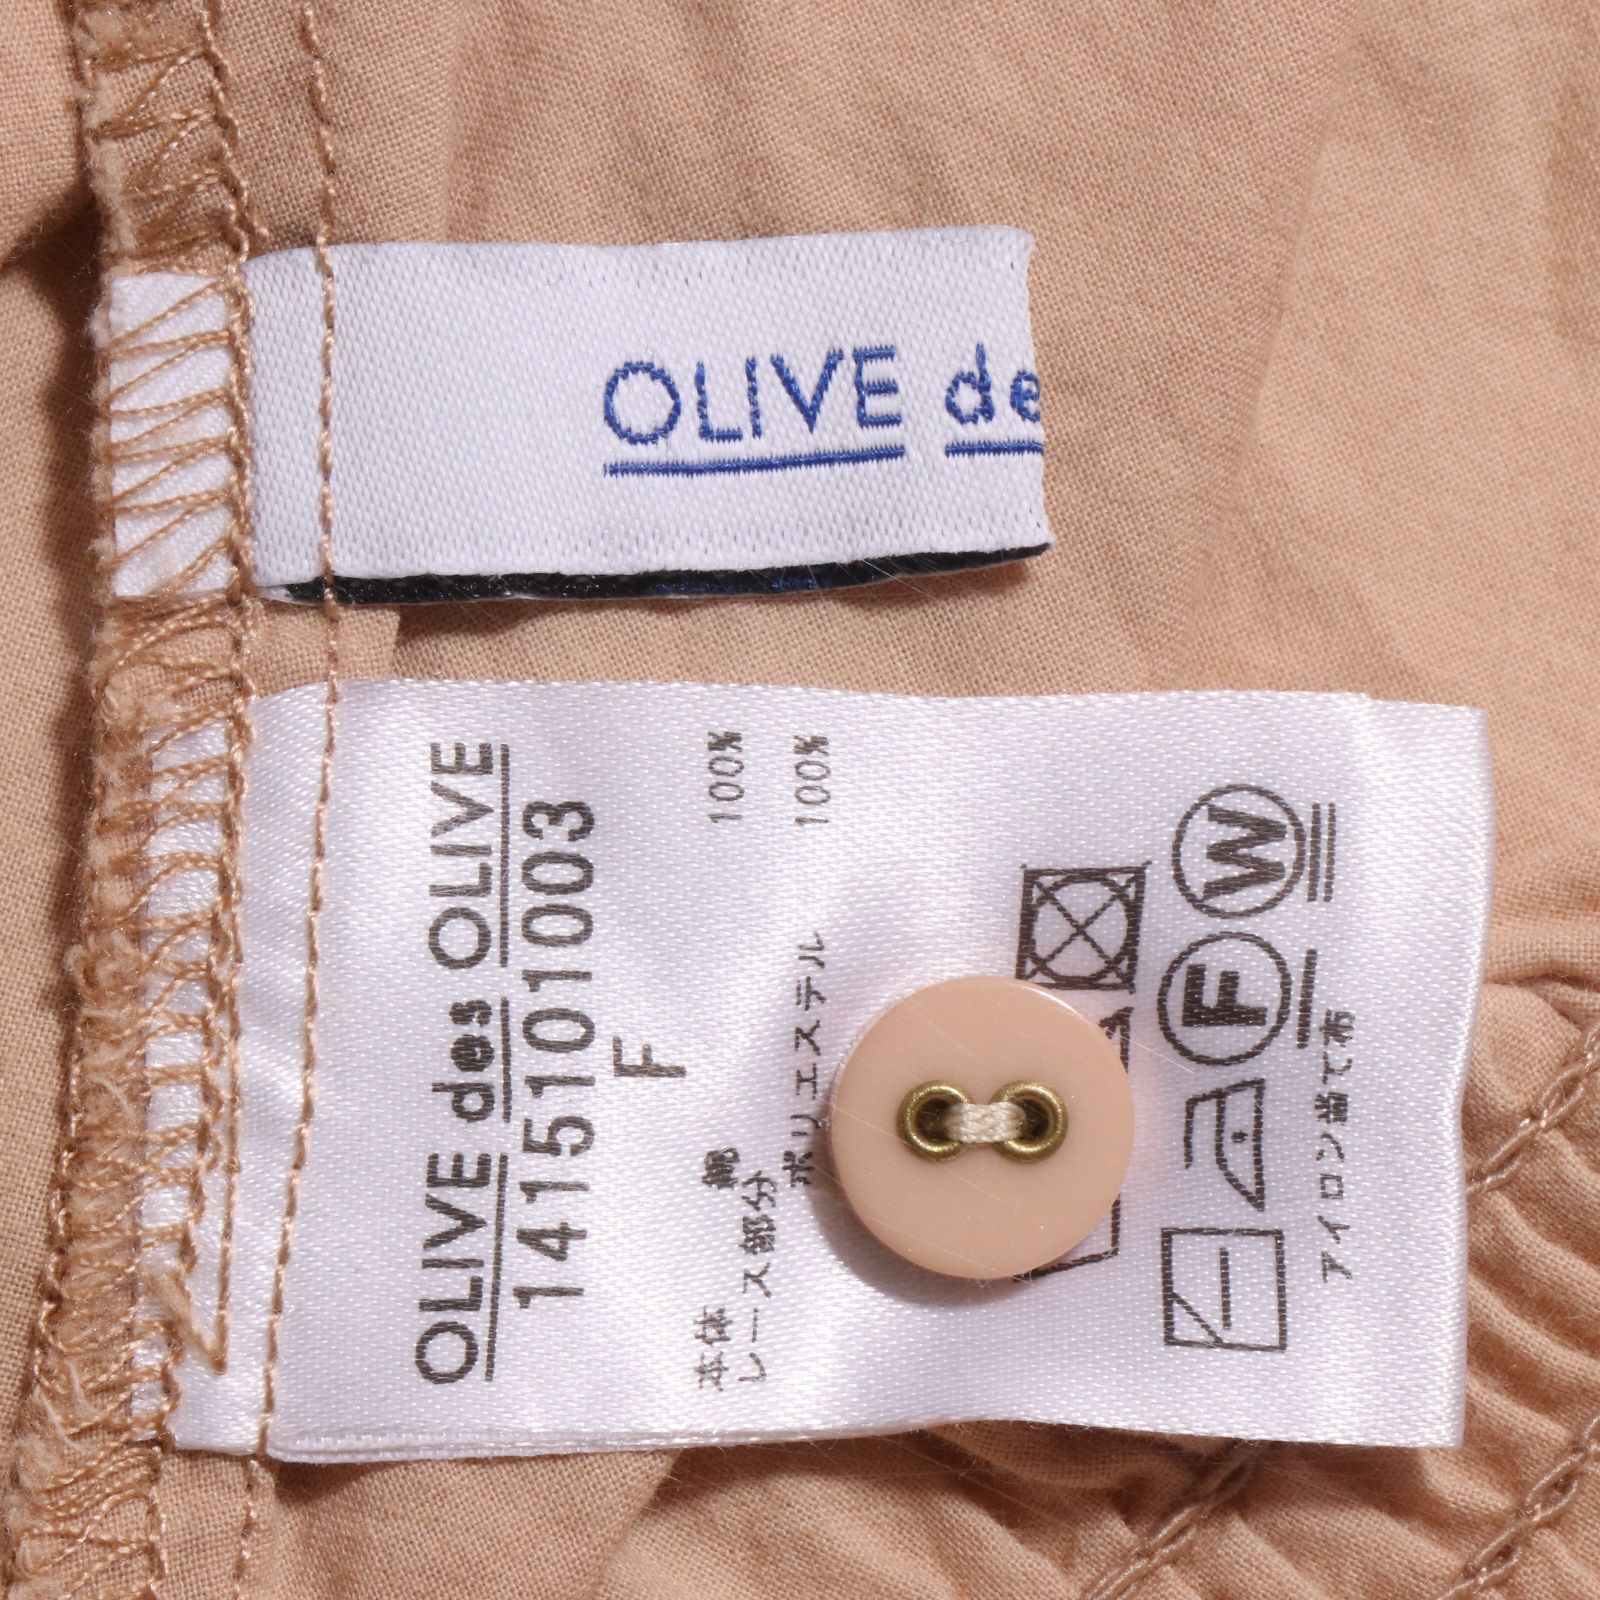 OLIVE de
OLIVE des OLIVE
1415101003
F
本体 綿 100%
レース部分
ポリエステル 100%
F W
アイロン当て布